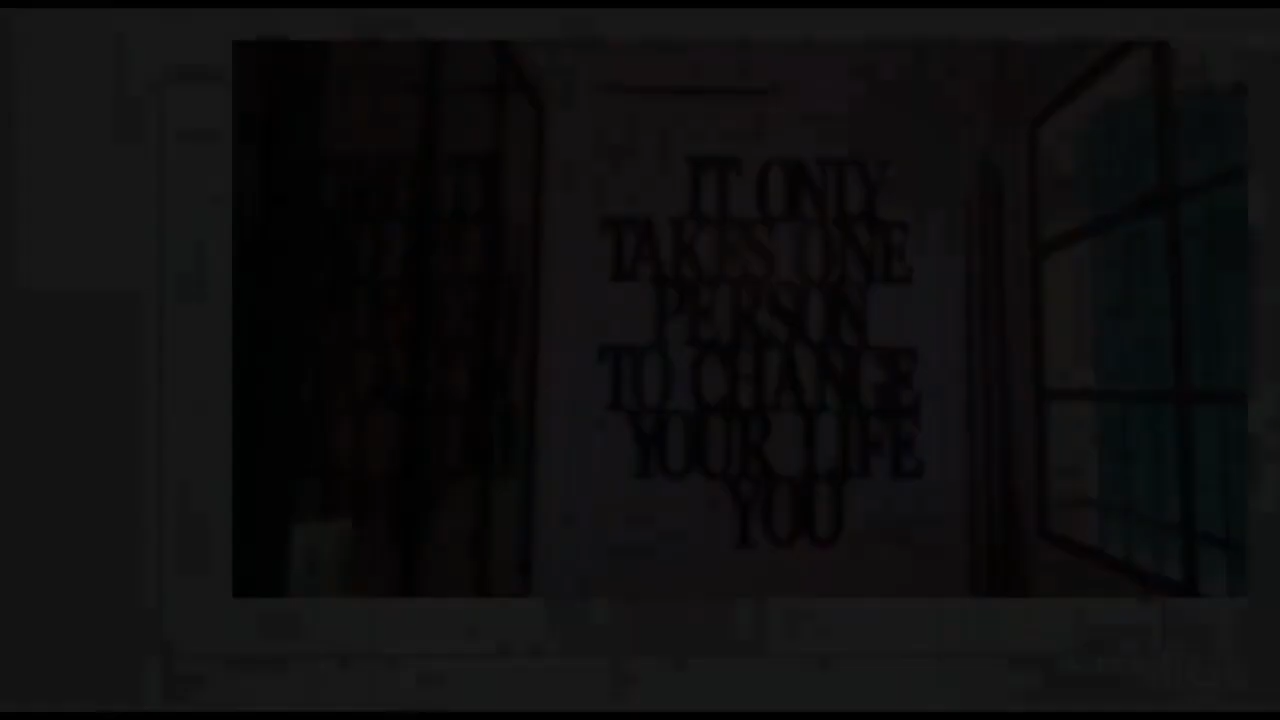 IT ONLY
TAKES ONE
PERSON
TO CHANGE
YOUR LIFE
YOU